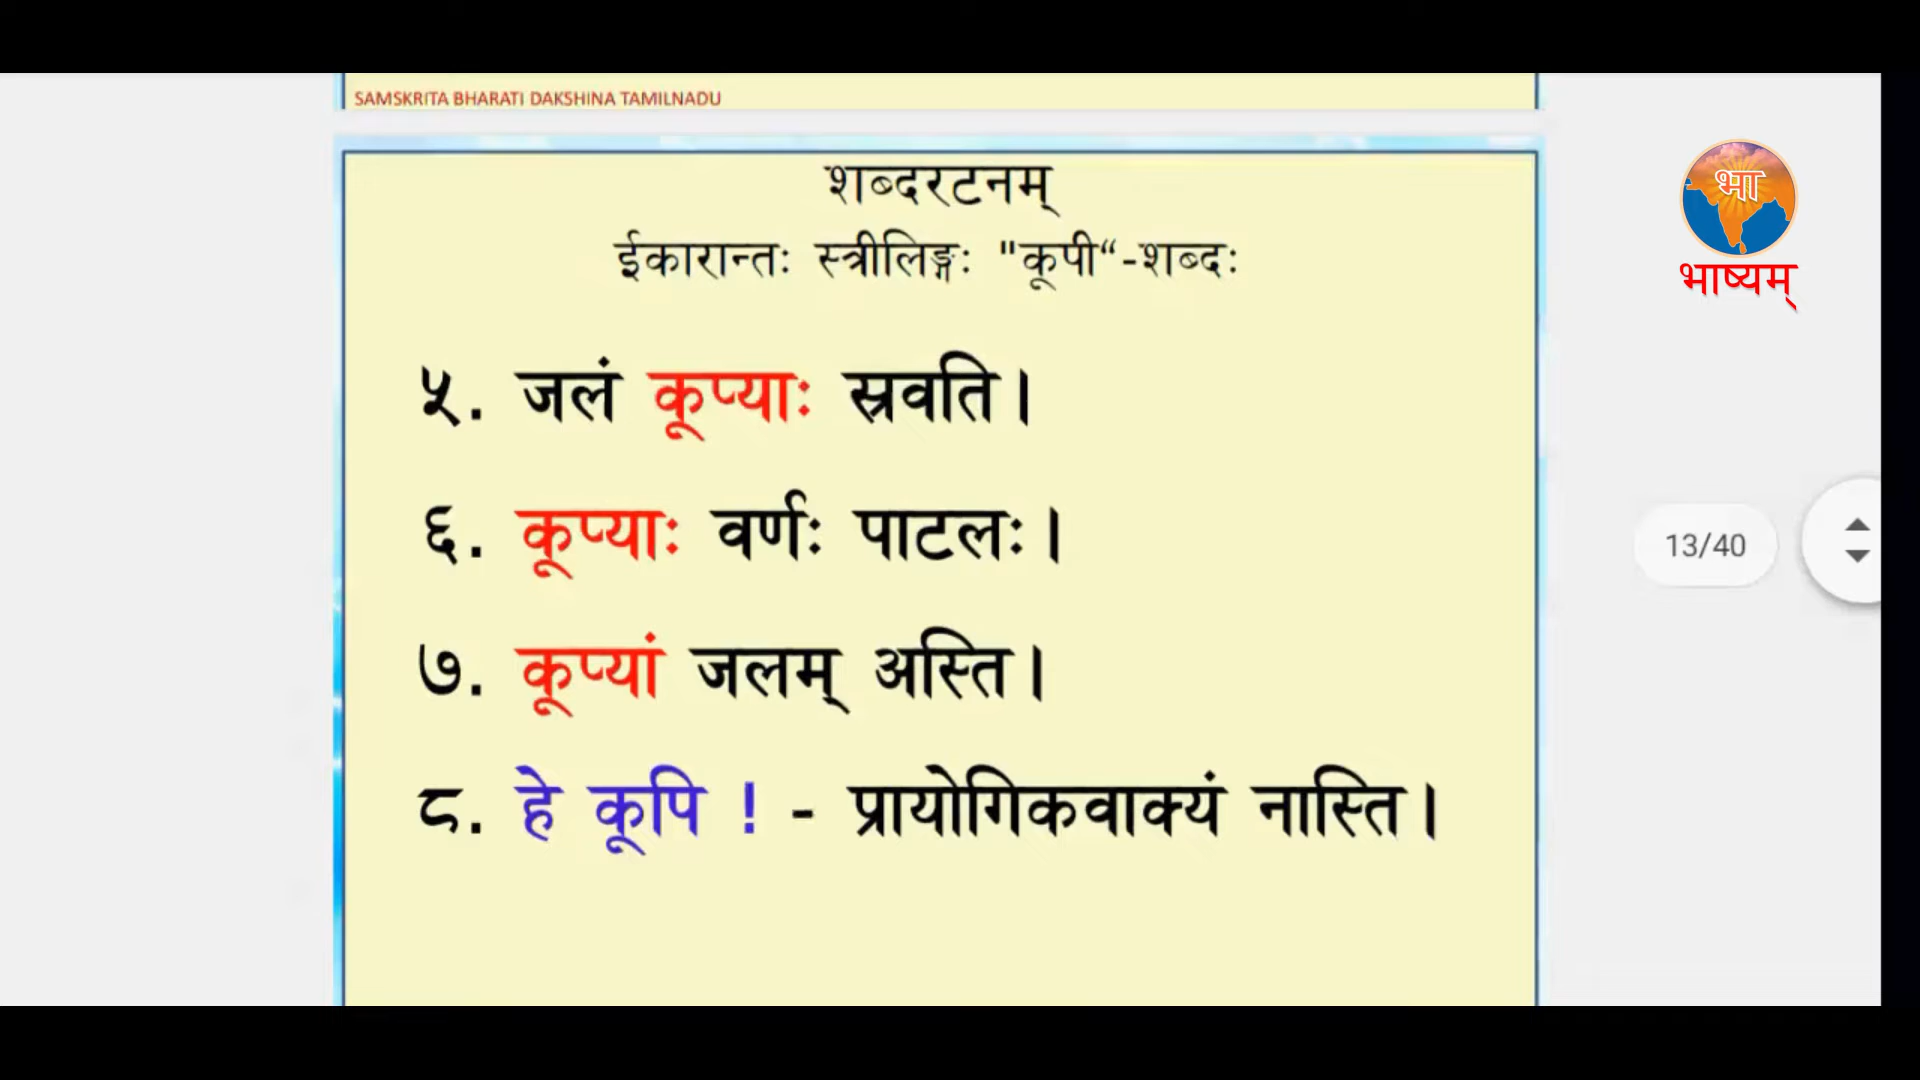 SAMSKRITA BHARATI DAKSHINA TAMILNADU
शब्दरटनम्
ईकारान्तः स्त्रीलिङ्गः "कूपी“-शब्दः
५. जलं कूप्याः स्रवति।
६. कूप्याः वर्णः पाटलः।
७. कूप्यां जलम् अस्ति।
८. हे कूपि ! - प्रायोगिकवाक्यं नास्ति।
भा
भाष्यम्
13/40